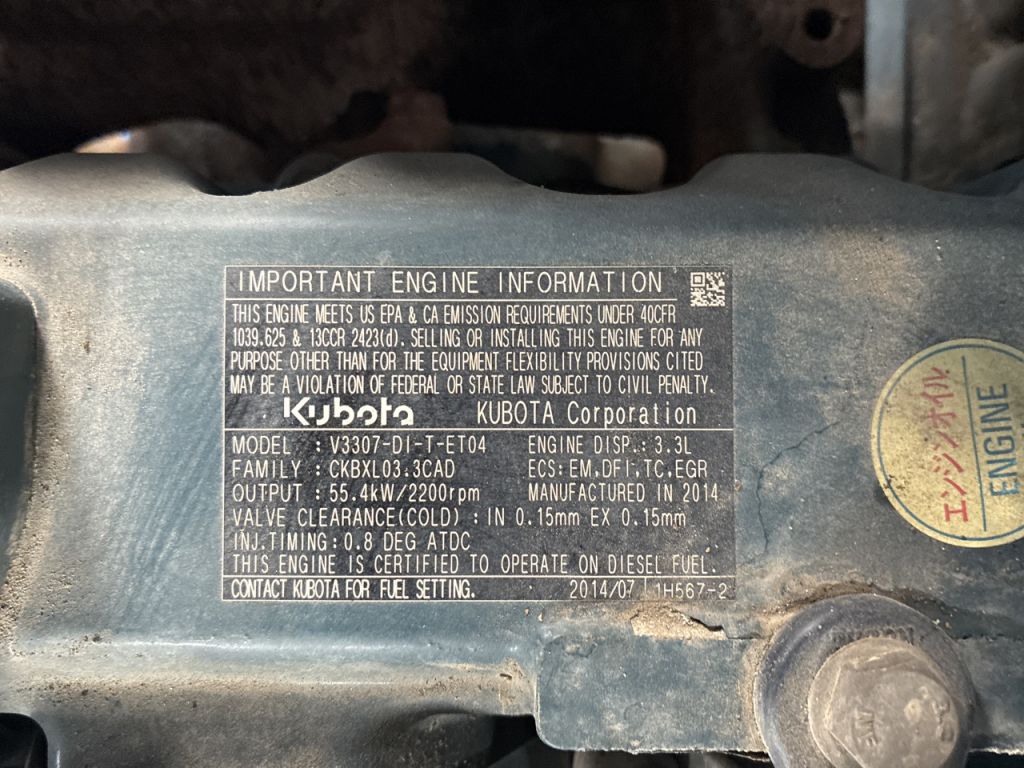 IMPORTANT ENGINE INFORMATION
THIS ENGINE MEETS US EPA & CA EMISSION REQUIREMENTS UNDER 40CFR
1039.625 & 13CCR 2423(d). SELLING OR INSTALLING THIS ENGINE FOR ANY
PURPOSE OTHER THAN FOR THE EQUIPMENT FLEXIBILITY PROVISIONS CITED
MAY BE A VIOLATION OF FEDERAL OR STATE LAW SUBJECT TO CIVIL PENALTY.
Kubota KUBOTA Corporation
MODEL : V3307-DI-T-ET04 ENGINE DISP.: 3.3L
FAMILY : CKBXL03.3CAD ECS: EM,DFI,TC,EGR
OUTPUT : 55.4kW/2200rpm MANUFACTURED IN 2014
VALVE CLEARANCE(COLD) : IN 0.15mm EX 0.15mm
INJ.TIMING: 0.8 DEG ATDC
THIS ENGINE IS CERTIFIED TO OPERATE ON DIESEL FUEL.
CONTACT KUBOTA FOR FUEL SETTING. 2014/07 1H567-2
エンジンオイル
ENGINE